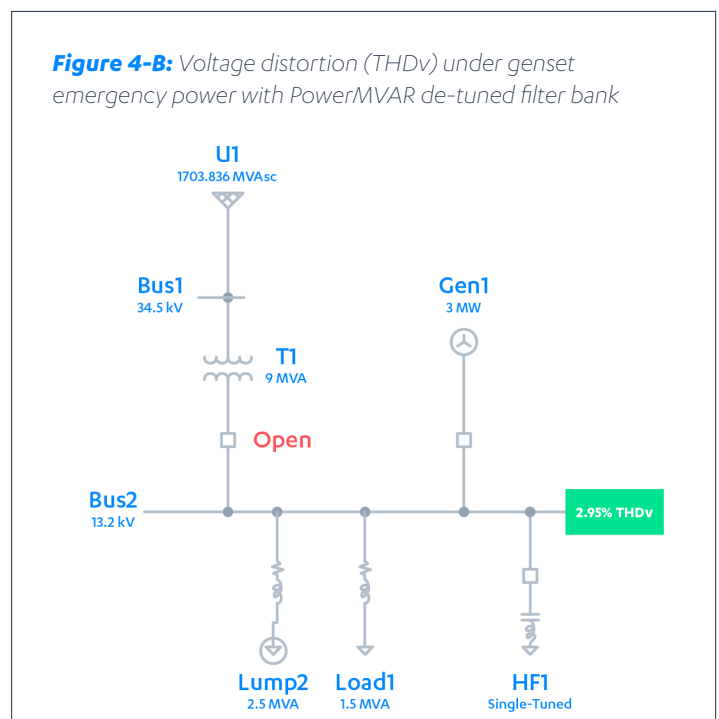 Figure 4-B: Voltage distortion (THDv) under genset
emergency power with PowerMVAR de-tuned filter bank
U1
1703.836 MVAsc
Bus1
34.5 kV
Gen1
3 MW
T1
9 MVA
Open
Bus2
13.2 kV
2.95% THDv
Lump2
2.5 MVA
Load1
1.5 MVA
HF1
Single-Tuned